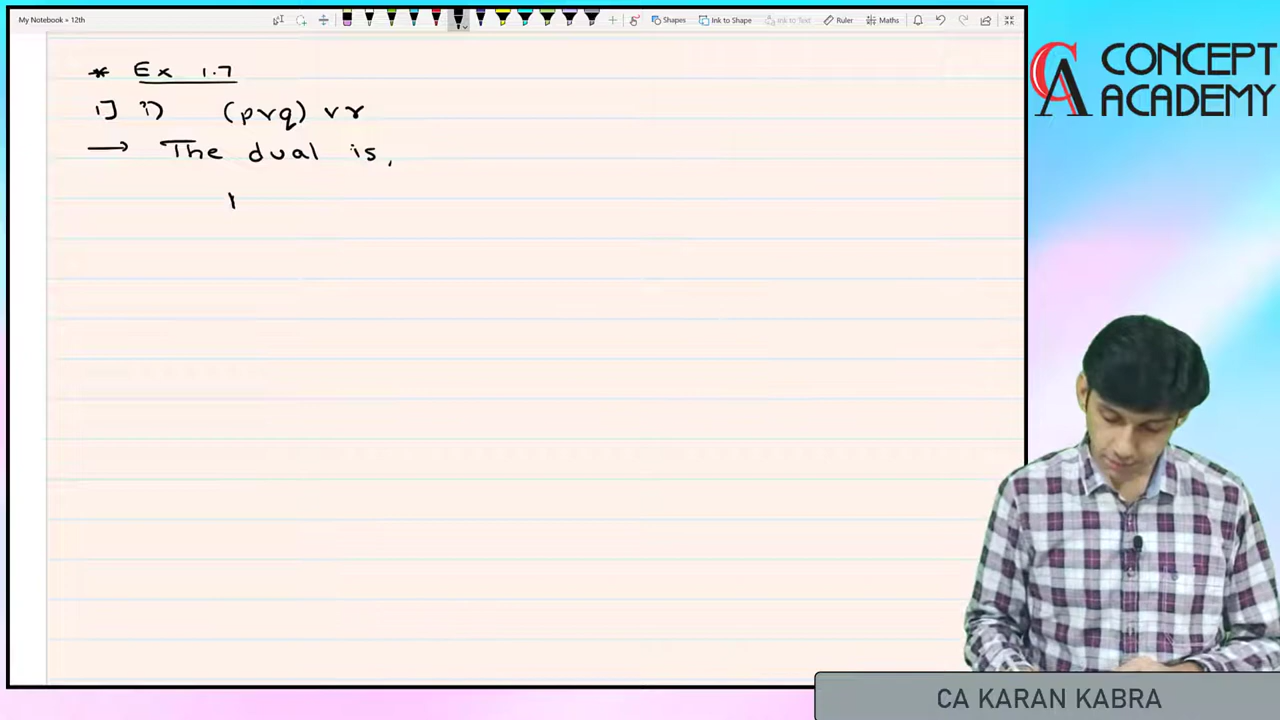 My Notebook » 12th
Shapes
Ink to Shape
Ink to Text
Ruler
Maths
CONCEPT
ACADEMY
* Ex 1.7
1] i) (p∨q) ∨ r
→ The dual is,
CA KARAN KABRA